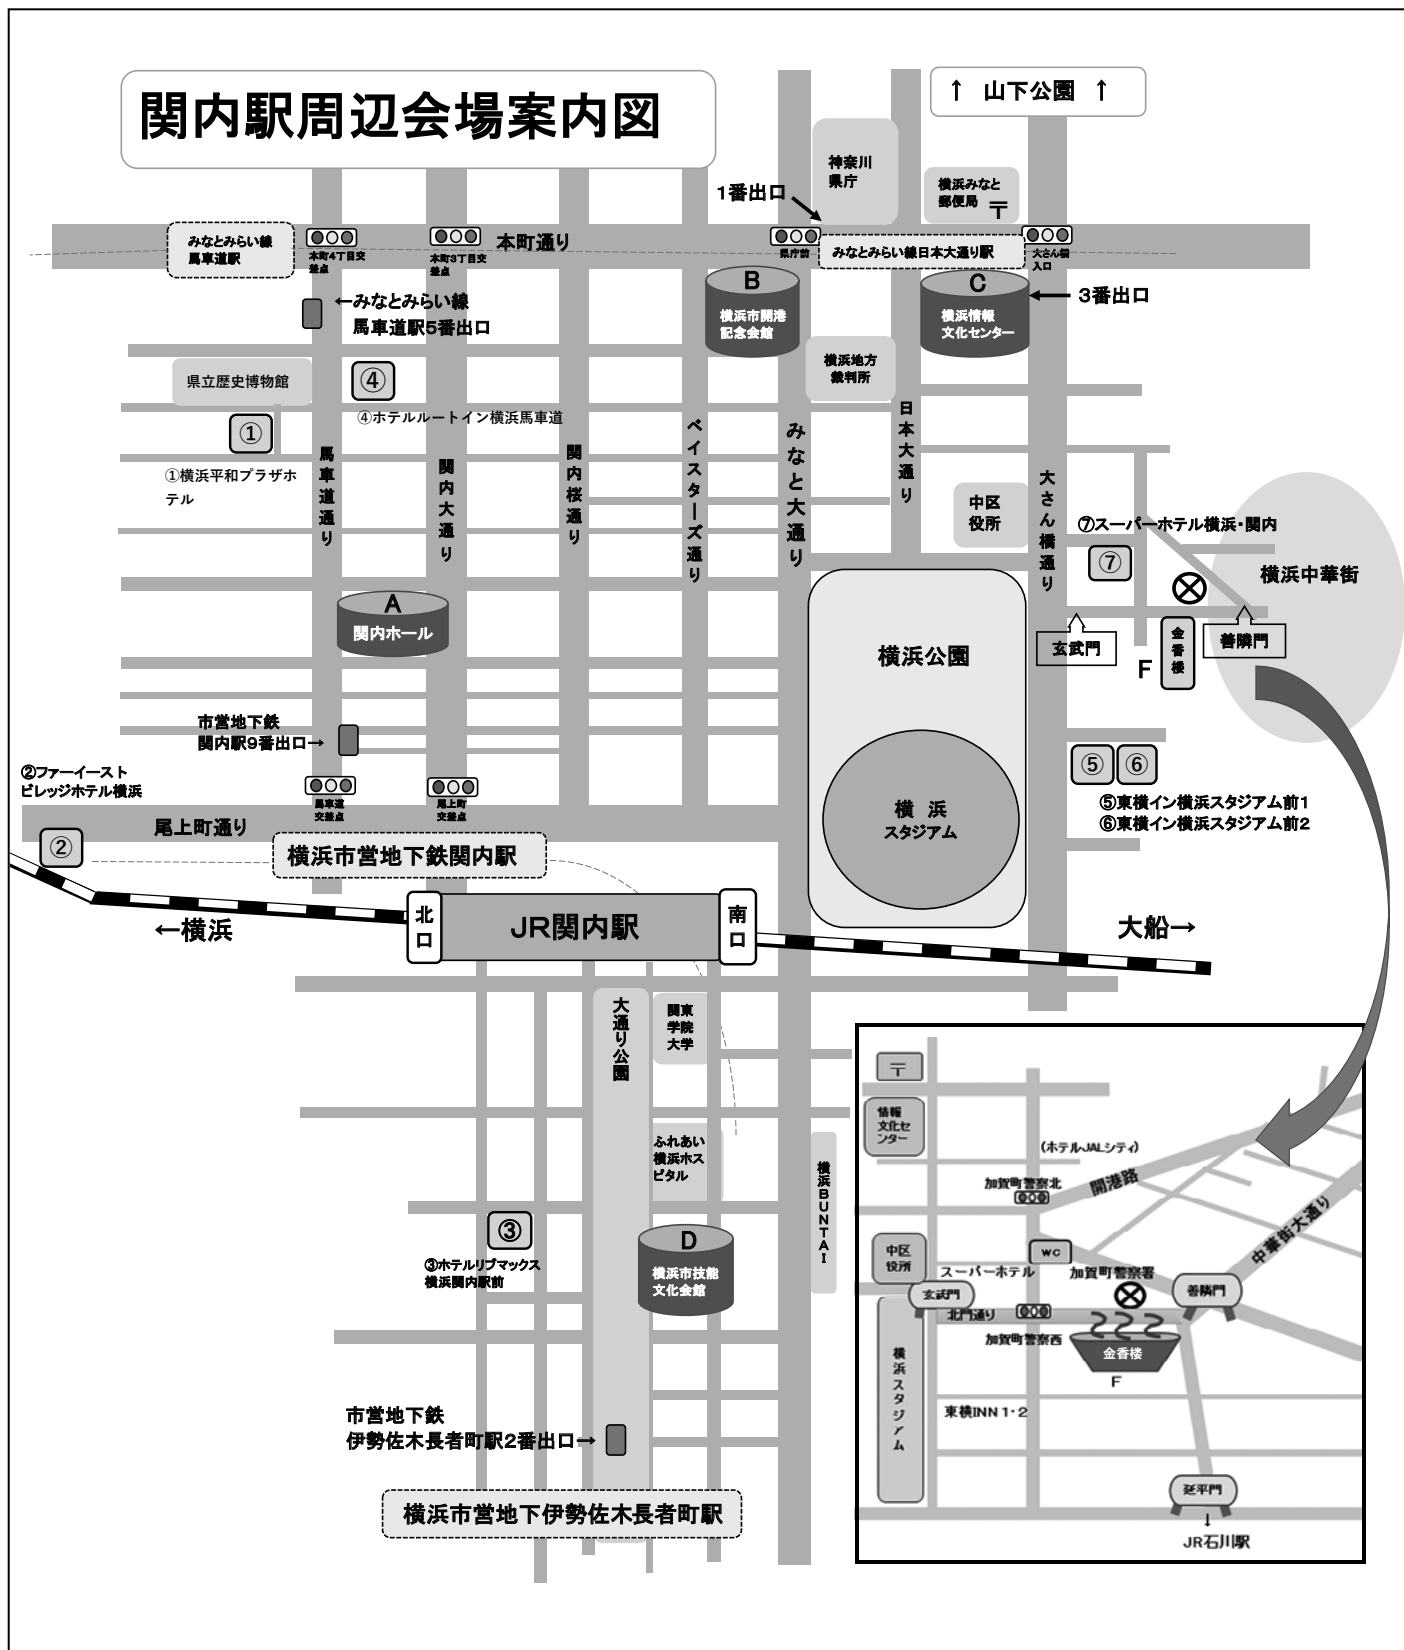 関内駅周辺会場案内図
↑ 山下公園 ↑
神奈川
県庁
横浜みなと
郵便局 〒
1番出口
みなとみらい線
馬車道駅
本町4丁目交
差点
本町3丁目交
差点
本町通り
県庁前
みなとみらい線日本大通り駅
大さん橋
入口
←みなとみらい線
馬車道駅5番出口
B
横浜市開港
記念会館
C
横浜情報
文化センター
3番出口
横浜地方
裁判所
県立歴史博物館
④
④ホテルルートイン横浜馬車道
①
①横浜平和プラザホ
テル
馬車道通り
関内大通り
関内桜通り
ベイスターズ通り
みなと大通り
日本大通り
大さん橋通り
中区
役所
⑦スーパーホテル横浜・関内
⑦
横浜中華街
A
関内ホール
横浜公園
玄武門
F
金香楼
善隣門
市営地下鉄
関内駅9番出口→
②ファーイースト
ビレッジホテル横浜
②
馬車道
交差点
尾上町
交差点
尾上町通り
横浜市営地下鉄関内駅
横浜
スタジアム
⑤
⑥
⑤東横イン横浜スタジアム前1
⑥東横イン横浜スタジアム前2
←横浜
北口
JR関内駅
南口
大船→
大通り公園
関東
学院
大学
ふれあい
横浜ホス
ピタル
横浜BUNTAI
③
③ホテルリブマックス
横浜関内駅前
D
横浜市技能
文化会館
市営地下鉄
伊勢佐木長者町駅2番出口→
横浜市営地下伊勢佐木長者町駅
〒
情報
文化セ
ンター
(ホテルJALシティ)
加賀町警察北
開港路
中華街大通り
中区
役所
WC
スーパーホテル
加賀町警察署
玄武門
善隣門
北門通り
加賀町警察西
金香楼
F
横浜スタジアム
東横INN 1・2
延平門
↓
JR石川駅